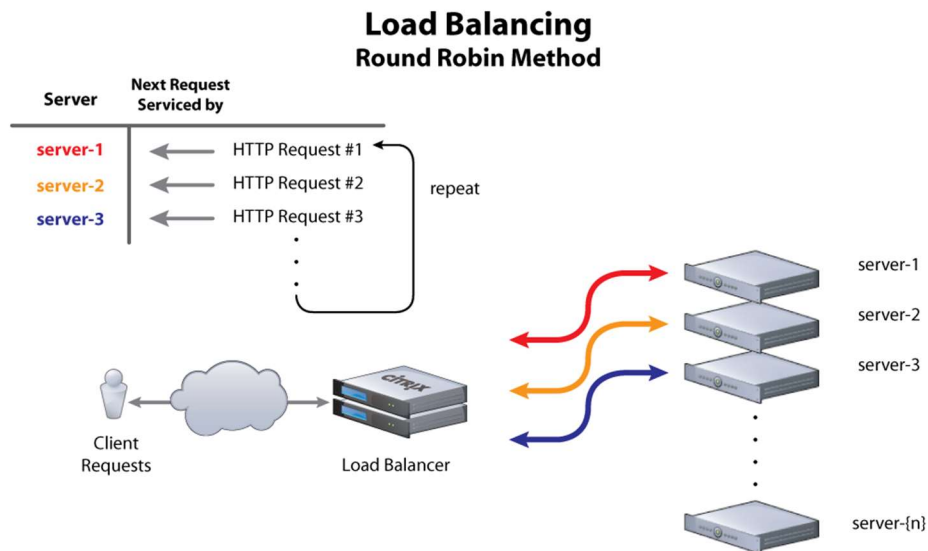 Load Balancing
Round Robin Method
Server
Next Request
Serviced by
server-1
HTTP Request #1
server-2
HTTP Request #2
server-3
HTTP Request #3
repeat
server-1
server-2
server-3
CITRIX
Client
Requests
Load Balancer
server-{n}